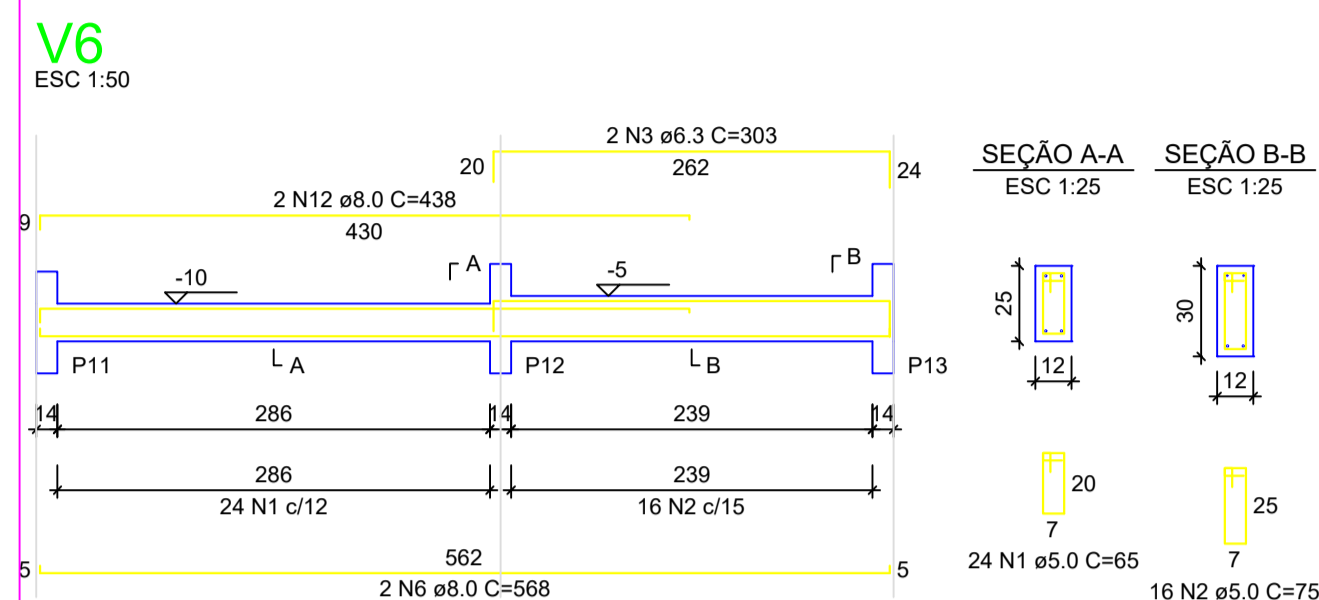 V6
ESC 1:50
2 N3 ø6.3 C=303
20
262
24
2 N12 ø8.0 C=438
9
430
A
B
-10
-5
P11
A
P12
B
P13
14
286
14
239
14
286
24 N1 c/12
239
16 N2 c/15
562
5
5
2 N6 ø8.0 C=568
SEÇÃO A-A
ESC 1:25
25
12
20
7
24 N1 ø5.0 C=65
SEÇÃO B-B
ESC 1:25
30
12
25
7
16 N2 ø5.0 C=75